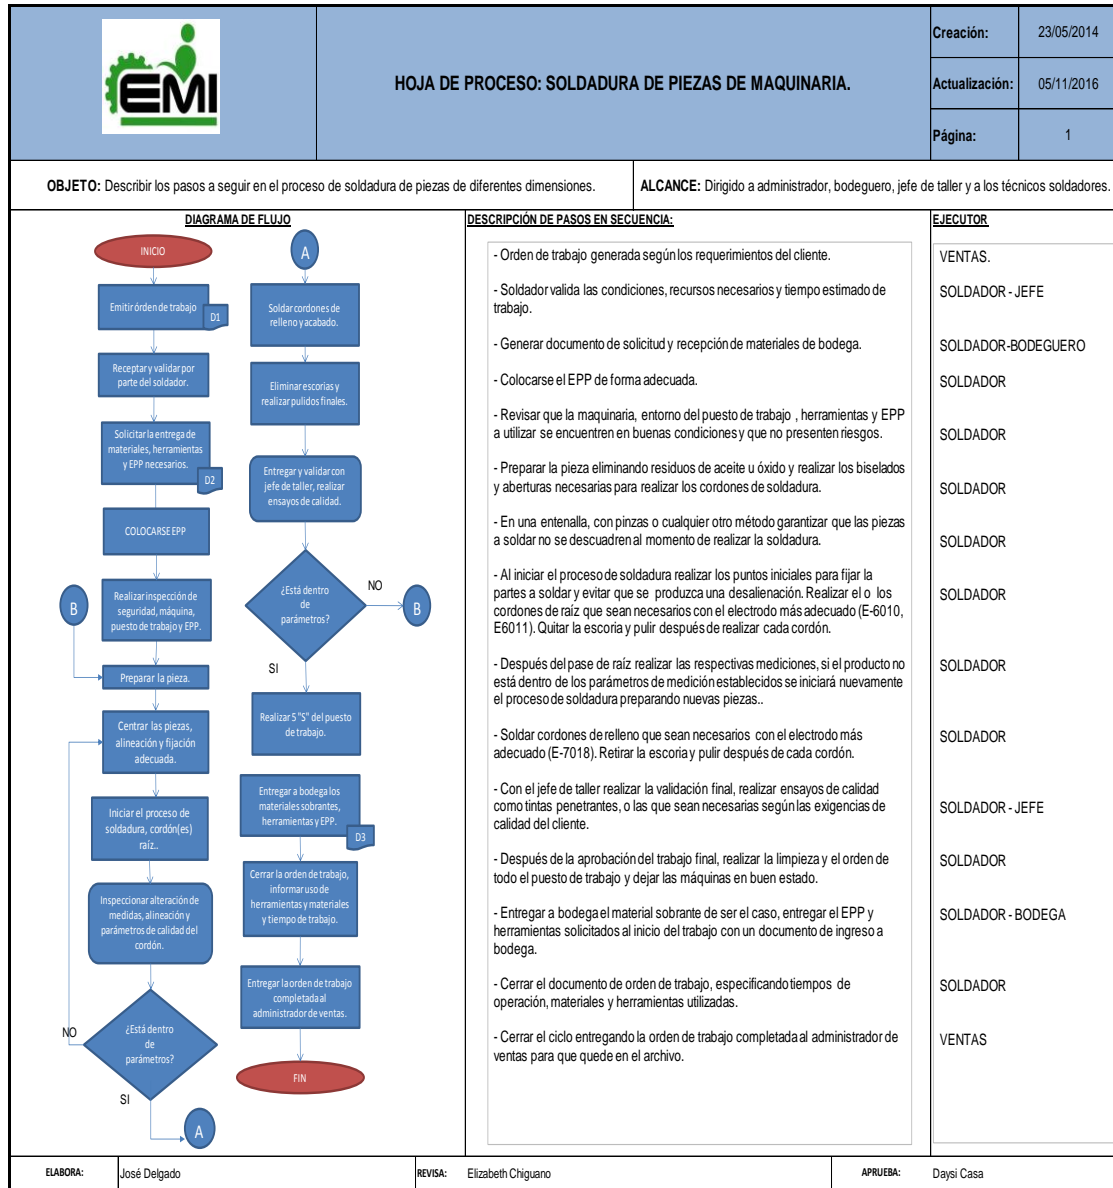 EMI
HOJA DE PROCESO: SOLDADURA DE PIEZAS DE MAQUINARIA.
Creación: 23/05/2014
Actualización: 05/11/2016
Página: 1
OBJETO: Describir los pasos a seguir en el proceso de soldadura de piezas de diferentes dimensiones.
ALCANCE: Dirigido a administrador, bodeguero, jefe de taller y a los técnicos soldadores.
DIAGRAMA DE FLUJO
INICIO
Emitir órden de trabajo
D1
Receptar y validar por
parte del soldador.
Solicitar la entrega de
materiales, herramientas
y EPP necesarios.
D2
COLOCARSE EPP
B
Realizar inspección de
seguridad, máquina,
puesto de trabajo y EPP.
Preparar la pieza.
Centrar las piezas,
alineación y fijación
adecuada.
Iniciar el proceso de
soldadura, cordón(es)
raíz..
Inspeccionar alteración de
medidas, alineación y
parámetros de calidad del
cordón.
¿Está dentro
de
parámetros?
NO
SI
A
A
Soldar cordones de
relleno y acabado.
Eliminar escorias y
realizar pulidos finales.
Entregar y validar con
jefe de taller, realizar
ensayos de calidad.
¿Está dentro
de
parámetros?
NO
B
SI
Realizar 5 "S" del puesto
de trabajo.
Entregar a bodega los
materiales sobrantes,
herramientas y EPP.
D3
Cerrar la orden de trabajo,
informar uso de
herramientas y materiales
y tiempo de trabajo.
Entregar la orden de trabajo
completada al
administrador de ventas.
FIN
DESCRIPCIÓN DE PASOS EN SECUENCIA:
- Orden de trabajo generada según los requerimientos del cliente.
- Soldador valida las condiciones, recursos necesarios y tiempo estimado de
trabajo.
- Generar documento de solicitud y recepción de materiales de bodega.
- Colocarse el EPP de forma adecuada.
- Revisar que la maquinaria, entorno del puesto de trabajo , herramientas y EPP
a utilizar se encuentren en buenas condiciones y que no presenten riesgos.
- Preparar la pieza eliminando residuos de aceite u óxido y realizar los biselados
y aberturas necesarias para realizar los cordones de soldadura.
- En una entenalla, con pinzas o cualquier otro método garantizar que las piezas
a soldar no se descuadren al momento de realizar la soldadura.
- Al iniciar el proceso de soldadura realizar los puntos iniciales para fijar la
partes a soldar y evitar que se produzca una desalienación. Realizar el o los
cordones de raíz que sean necesarios con el electrodo más adecuado (E-6010,
E6011). Quitar la escoria y pulir después de realizar cada cordón.
- Después del pase de raíz realizar las respectivas mediciones, si el producto no
está dentro de los parámetros de medición establecidos se iniciará nuevamente
el proceso de soldadura preparando nuevas piezas..
- Soldar cordones de relleno que sean necesarios con el electrodo más
adecuado (E-7018). Retirar la escoria y pulir después de cada cordón.
- Con el jefe de taller realizar la validación final, realizar ensayos de calidad
como tintas penetrantes, o las que sean necesarias según las exigencias de
calidad del cliente.
- Después de la aprobación del trabajo final, realizar la limpieza y el orden de
todo el puesto de trabajo y dejar las máquinas en buen estado.
- Entregar a bodega el material sobrante de ser el caso, entregar el EPP y
herramientas solicitados al inicio del trabajo con un documento de ingreso a
bodega.
- Cerrar el documento de orden de trabajo, especificando tiempos de
operación, materiales y herramientas utilizadas.
- Cerrar el ciclo entregando la orden de trabajo completada al administrador de
ventas para que quede en el archivo.
EJECUTOR
VENTAS.
SOLDADOR - JEFE
SOLDADOR-BODEGUERO
SOLDADOR
SOLDADOR
SOLDADOR
SOLDADOR
SOLDADOR
SOLDADOR
SOLDADOR
SOLDADOR - JEFE
SOLDADOR
SOLDADOR - BODEGA
SOLDADOR
VENTAS
ELABORA: José Delgado
REVISA: Elizabeth Chiguano
APRUEBA: Daysi Casa